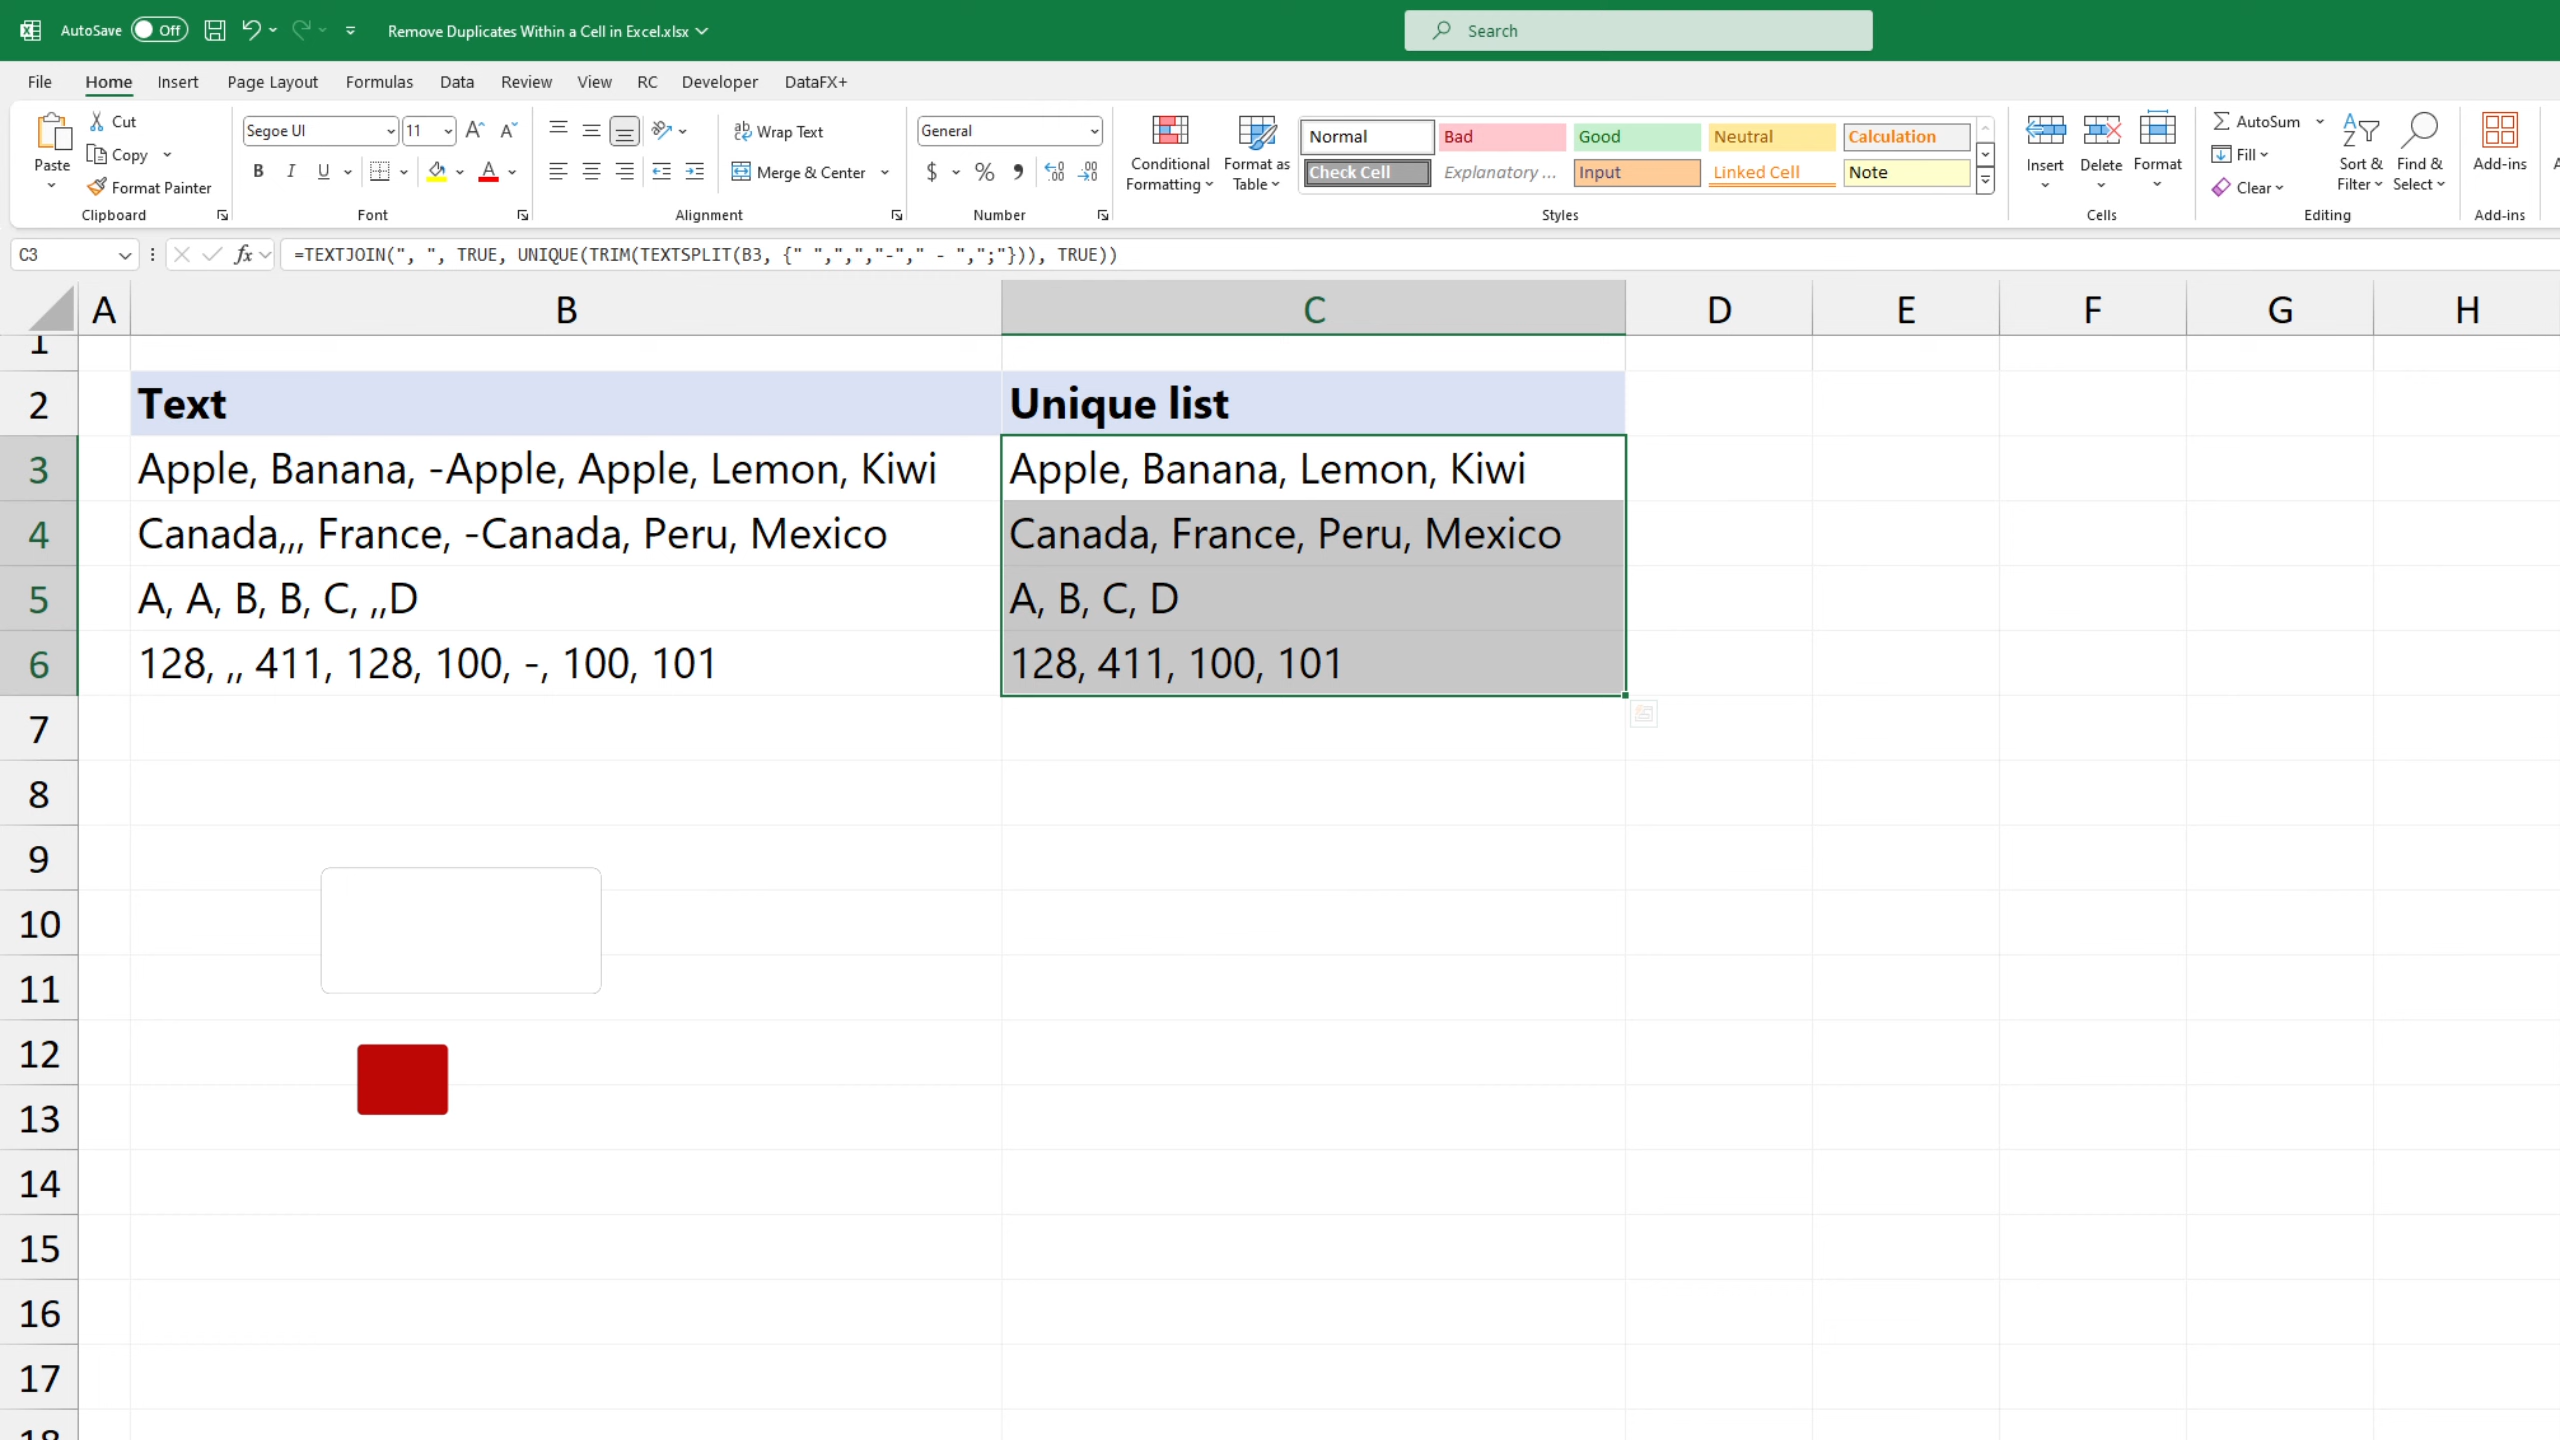 AutoSave Off Remove Duplicates Within a Cell in Excel.xlsx Search
File Home Insert Page Layout Formulas Data Review View RC Developer DataFX+
Paste Cut Copy Format Painter Clipboard
Segoe UI 11 B I U A Font
Wrap Text Merge & Center Alignment
General $ % Number
Conditional Formatting Format as Table
Normal Bad Good Neutral Calculation
Check Cell Explanatory ... Input Linked Cell Note
Styles
Insert Delete Format Cells
AutoSum Fill Clear Sort & Filter Find & Select Editing
Add-ins Add-ins
C3 fx =TEXTJOIN(", ", TRUE, UNIQUE(TRIM(TEXTSPLIT(B3, {" ",",","-"," - ",";"})), TRUE))
A B C D E F G H
1
2 Text Unique list
3 Apple, Banana, -Apple, Apple, Lemon, Kiwi Apple, Banana, Lemon, Kiwi
4 Canada,,, France, -Canada, Peru, Mexico Canada, France, Peru, Mexico
5 A, A, B, B, C, ,,D A, B, C, D
6 128, ,, 411, 128, 100, -, 100, 101 128, 411, 100, 101
7
8
9
10
11
12
13
14
15
16
17
18